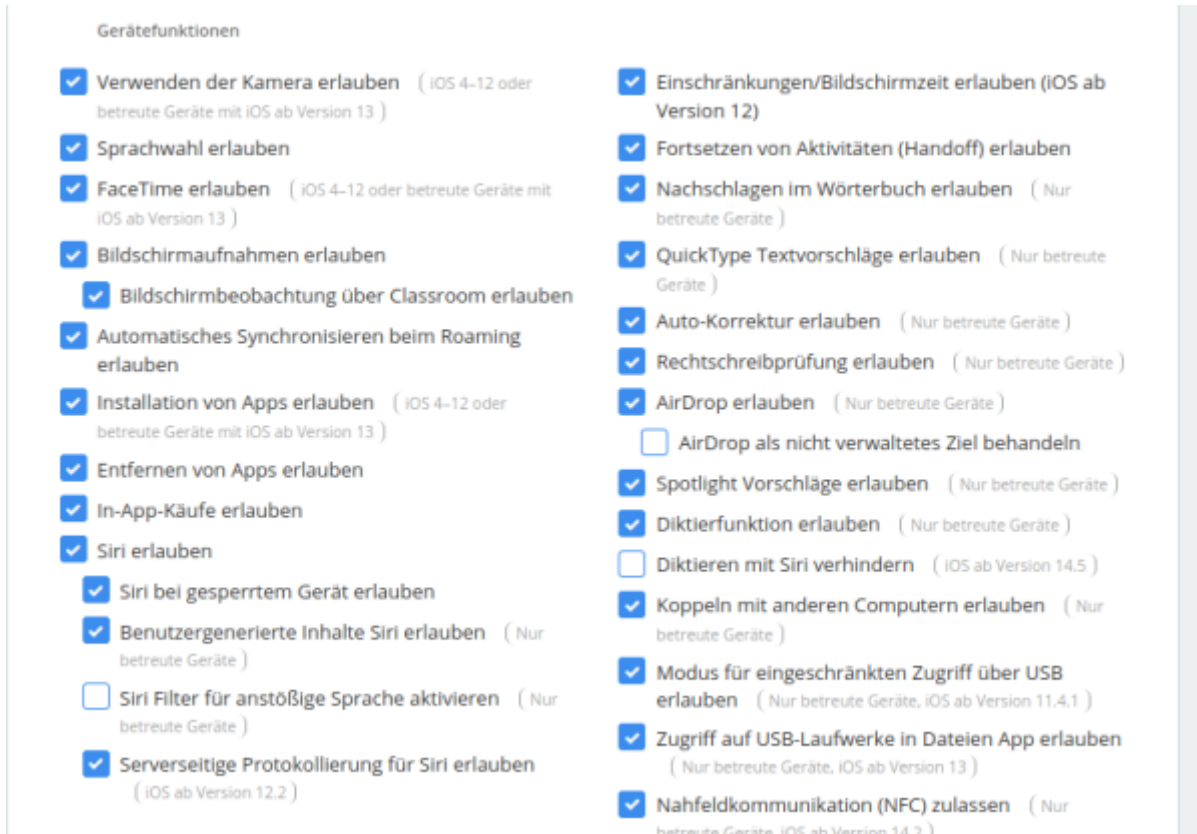 Gerätefunktionen
Verwenden der Kamera erlauben ( iOS 4–12 oder
betreute Geräte mit iOS ab Version 13 )
Sprachwahl erlauben
FaceTime erlauben ( iOS 4–12 oder betreute Geräte mit
iOS ab Version 13 )
Bildschirmaufnahmen erlauben
Bildschirmbeobachtung über Classroom erlauben
Automatisches Synchronisieren beim Roaming
erlauben
Installation von Apps erlauben ( iOS 4–12 oder
betreute Geräte mit iOS ab Version 13 )
Entfernen von Apps erlauben
In-App-Käufe erlauben
Siri erlauben
Siri bei gesperrtem Gerät erlauben
Benutzergenerierte Inhalte Siri erlauben ( Nur
betreute Geräte )
Siri Filter für anstößige Sprache aktivieren ( Nur
betreute Geräte )
Serverseitige Protokollierung für Siri erlauben
( iOS ab Version 12.2 )
Einschränkungen/Bildschirmzeit erlauben (iOS ab
Version 12)
Fortsetzen von Aktivitäten (Handoff) erlauben
Nachschlagen im Wörterbuch erlauben ( Nur
betreute Geräte )
QuickType Textvorschläge erlauben ( Nur betreute
Geräte )
Auto-Korrektur erlauben ( Nur betreute Geräte )
Rechtschreibprüfung erlauben ( Nur betreute Geräte )
AirDrop erlauben ( Nur betreute Geräte )
AirDrop als nicht verwaltetes Ziel behandeln
Spotlight Vorschläge erlauben ( Nur betreute Geräte )
Diktierfunktion erlauben ( Nur betreute Geräte )
Diktieren mit Siri verhindern ( iOS ab Version 14.5 )
Koppeln mit anderen Computern erlauben ( Nur
betreute Geräte )
Modus für eingeschränkten Zugriff über USB
erlauben ( Nur betreute Geräte, iOS ab Version 11.4.1 )
Zugriff auf USB-Laufwerke in Dateien App erlauben
( Nur betreute Geräte, iOS ab Version 13 )
Nahfeldkommunikation (NFC) zulassen ( Nur
betreute Geräte, iOS ab Version 14.2 )